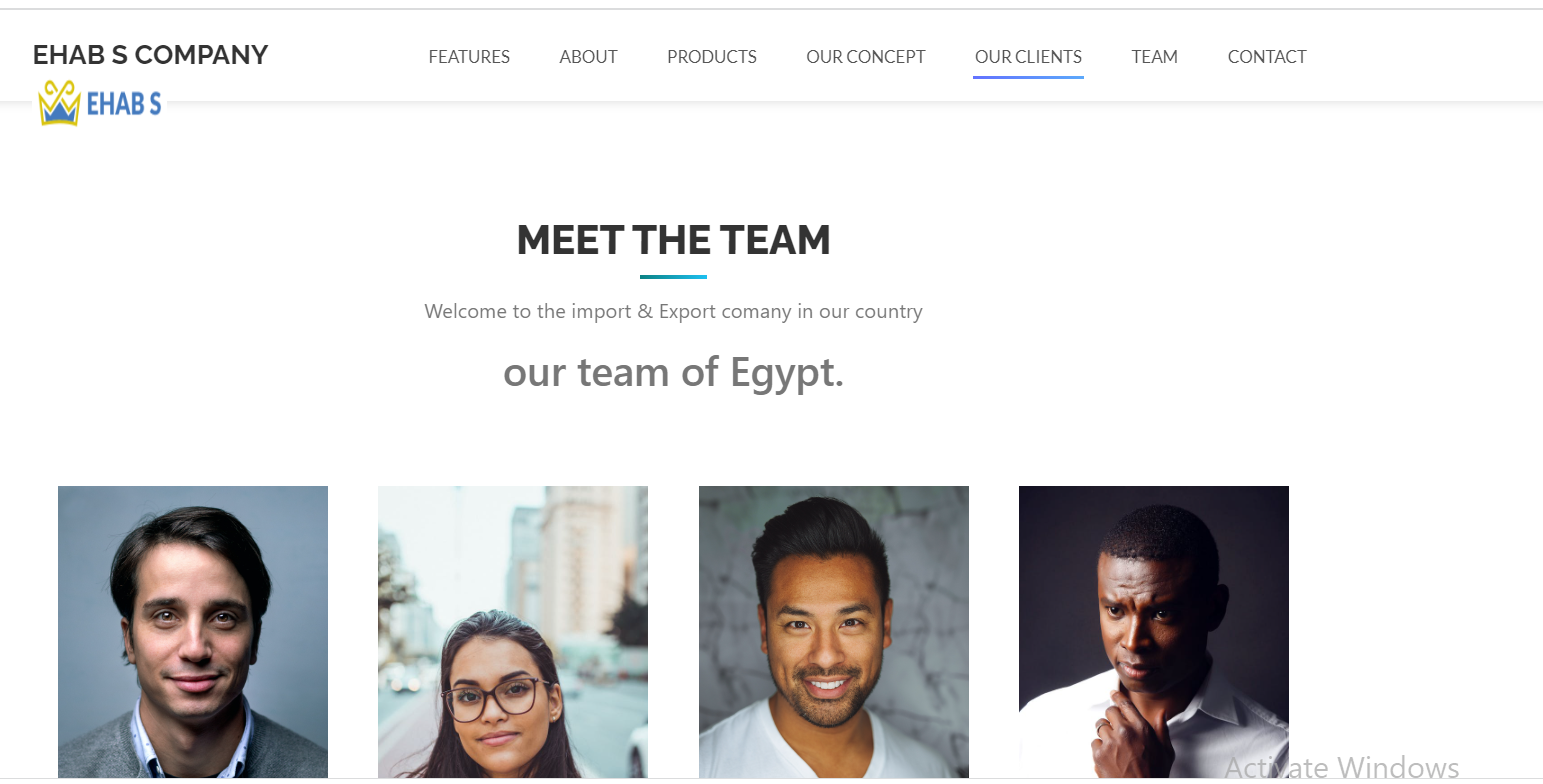 EHAB S COMPANY
FEATURES ABOUT PRODUCTS OUR CONCEPT OUR CLIENTS TEAM CONTACT
EHAB S
MEET THE TEAM
Welcome to the import & Export comany in our country
our team of Egypt.
Activate Windows